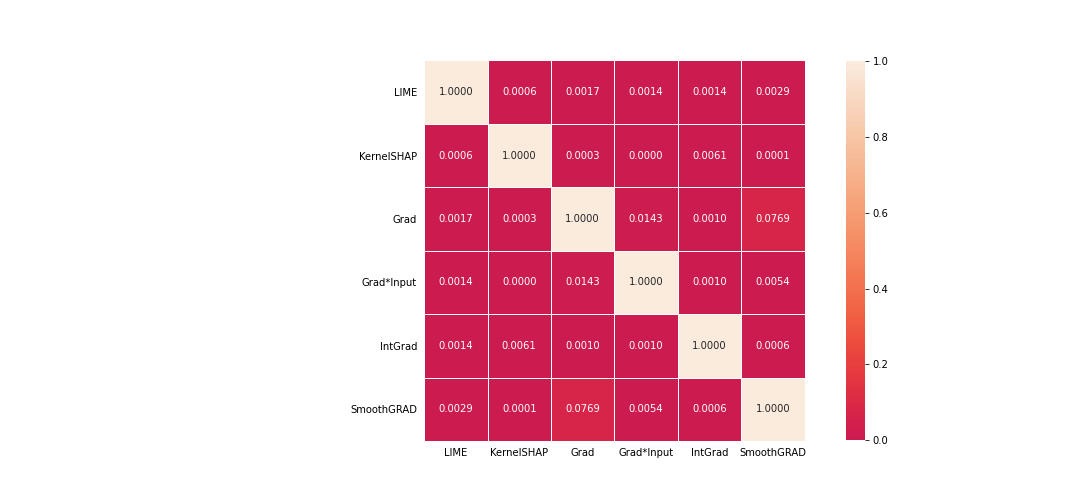 LIME 1.0000 0.0006 0.0017 0.0014 0.0014 0.0029
KernelSHAP 0.0006 1.0000 0.0003 0.0000 0.0061 0.0001
Grad 0.0017 0.0003 1.0000 0.0143 0.0010 0.0769
Grad*Input 0.0014 0.0000 0.0143 1.0000 0.0010 0.0054
IntGrad 0.0014 0.0061 0.0010 0.0010 1.0000 0.0006
SmoothGRAD 0.0029 0.0001 0.0769 0.0054 0.0006 1.0000
LIME KernelSHAP Grad Grad*Input IntGrad SmoothGRAD
1.0
0.8
0.6
0.4
0.2
0.0